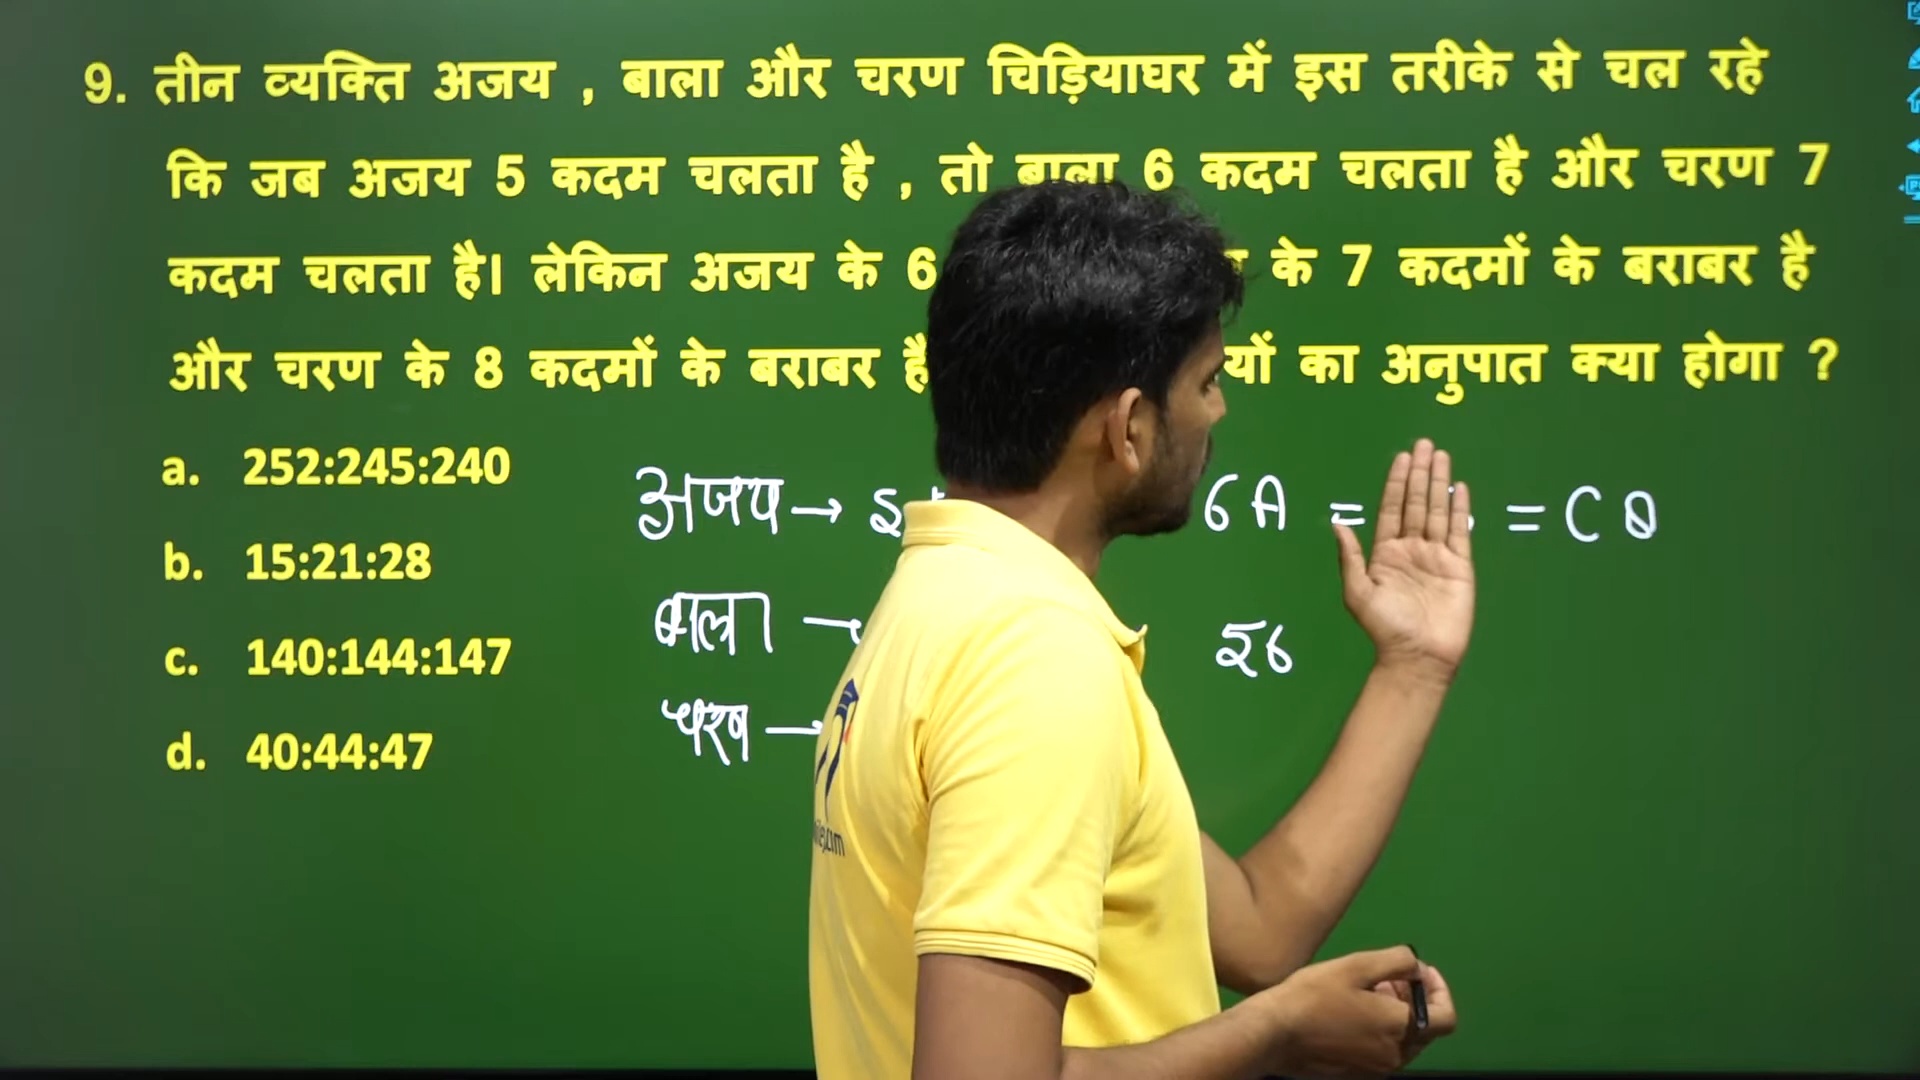 9. तीन व्यक्ति अजय , बाला और चरण चिड़ियाघर में इस तरीके से चल रहे
कि जब अजय 5 कदम चलता है , तो बाला 6 कदम चलता है और चरण 7
कदम चलता है। लेकिन अजय के 6 के 7 कदमों के बराबर है
और चरण के 8 कदमों के बराबर है का अनुपात क्या होगा ?
a. 252:245:240
b. 15:21:28
c. 140:144:147
d. 40:44:47
अजय → 6A = = C8
बाला →
चरण →